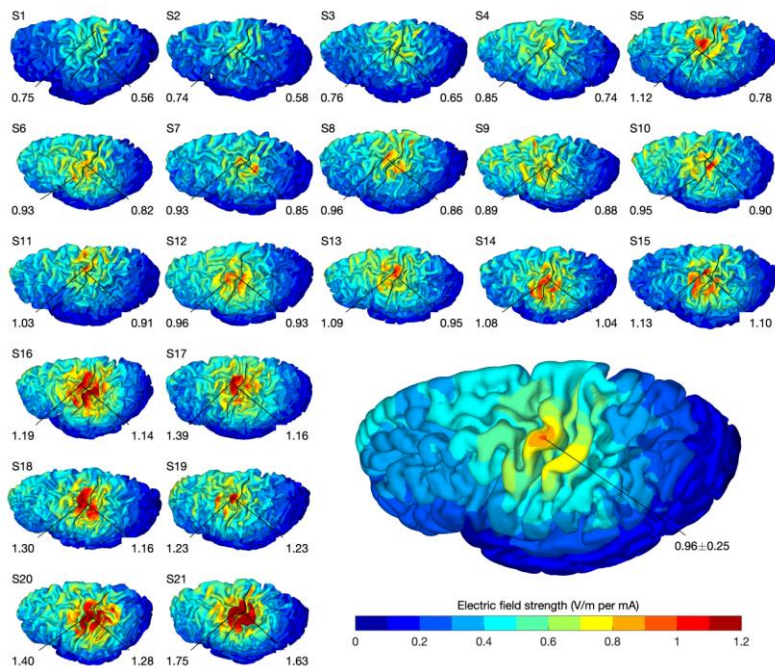 S1 S2 S3 S4 S5
0.75 0.56 0.74 0.58 0.76 0.65 0.85 0.74 1.12 0.78
S6 S7 S8 S9 S10
0.93 0.82 0.93 0.85 0.96 0.86 0.89 0.88 0.95 0.90
S11 S12 S13 S14 S15
1.03 0.91 0.96 0.93 1.09 0.95 1.08 1.04 1.13 1.10
S16 S17
1.19 1.14 1.39 1.16
S18 S19
1.30 1.16 1.23 1.23
0.96±0.25
S20 S21
1.40 1.28 1.75 1.63
Electric field strength (V/m per mA)
0 0.2 0.4 0.6 0.8 1 1.2